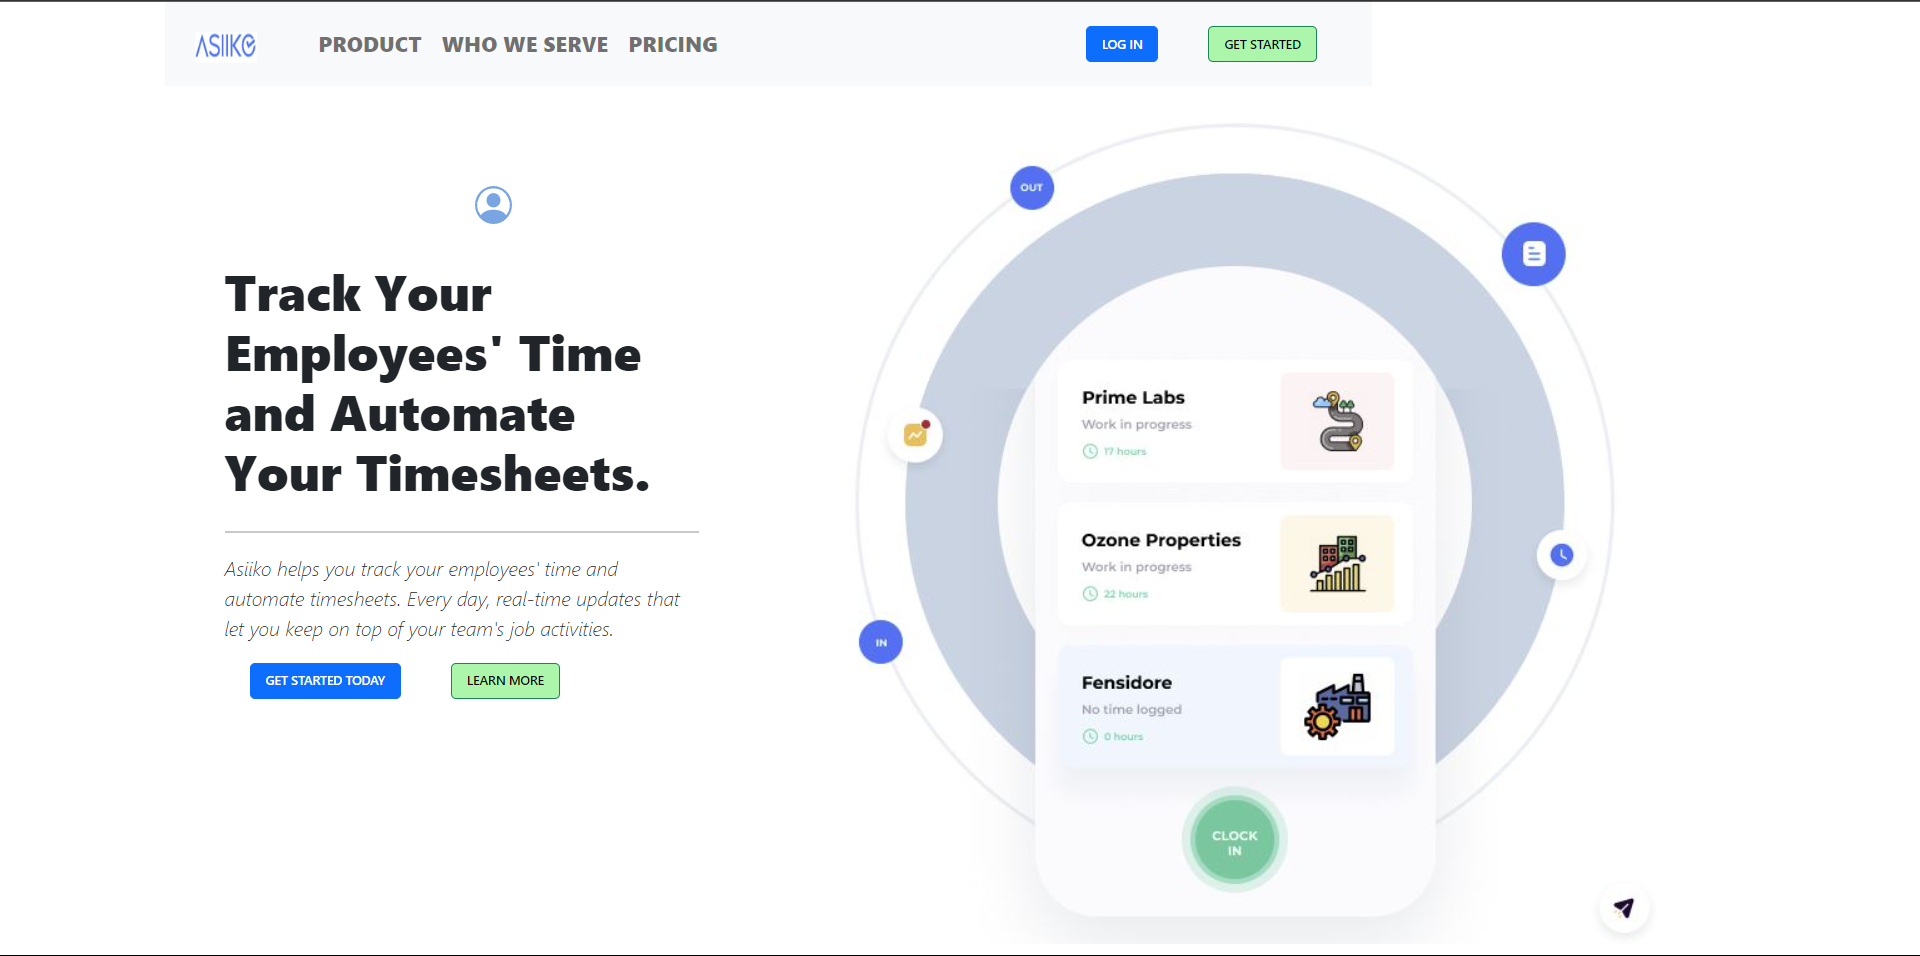 ASIIKO
PRODUCT WHO WE SERVE PRICING
LOG IN
GET STARTED
Track Your
Employees' Time
and Automate
Your Timesheets.
Asiiko helps you track your employees' time and
automate timesheets. Every day, real-time updates that
let you keep on top of your team's job activities.
GET STARTED TODAY
LEARN MORE
OUT
IN
Prime Labs
Work in progress
17 hours
Ozone Properties
Work in progress
22 hours
Fensidore
No time logged
0 hours
CLOCK
IN